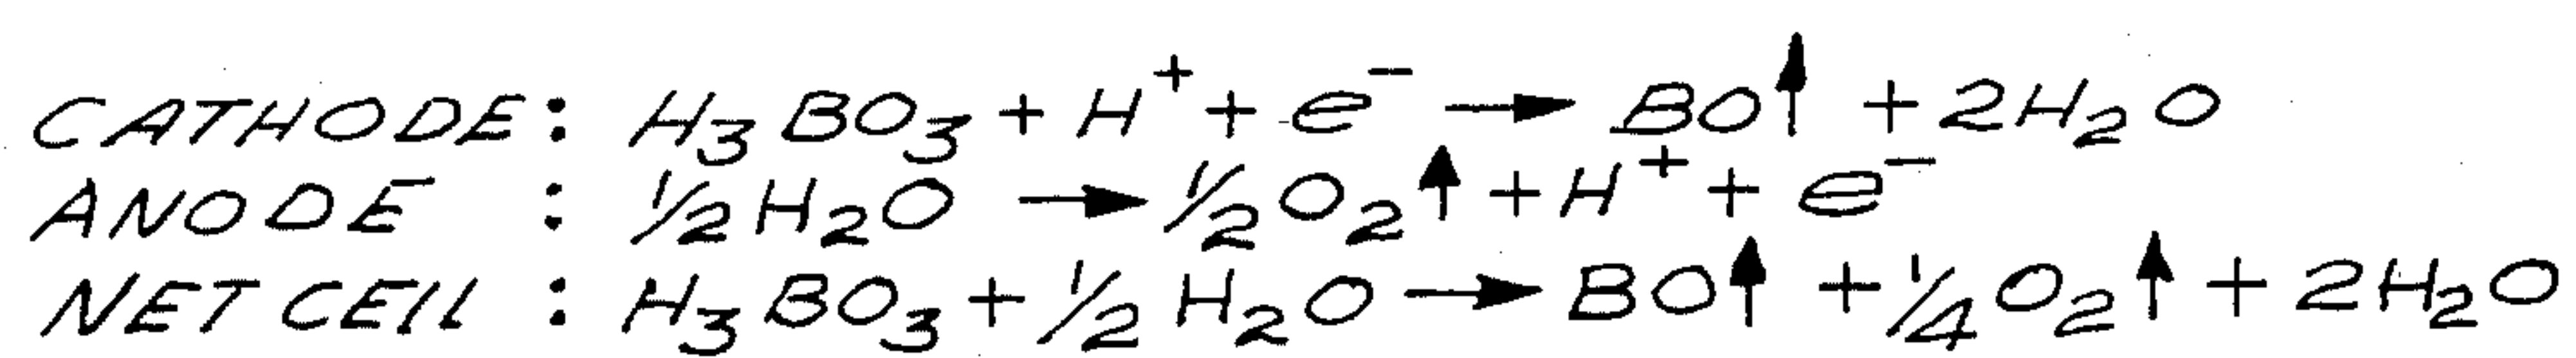 CATHODE: H₃BO₃ + H⁺ + e⁻ → BO↑ + 2H₂O
ANODE : ½H₂O → ½O₂↑ + H⁺ + e⁻
NET CELL : H₃BO₃ + ½H₂O → BO↑ + ¼O₂↑ + 2H₂O